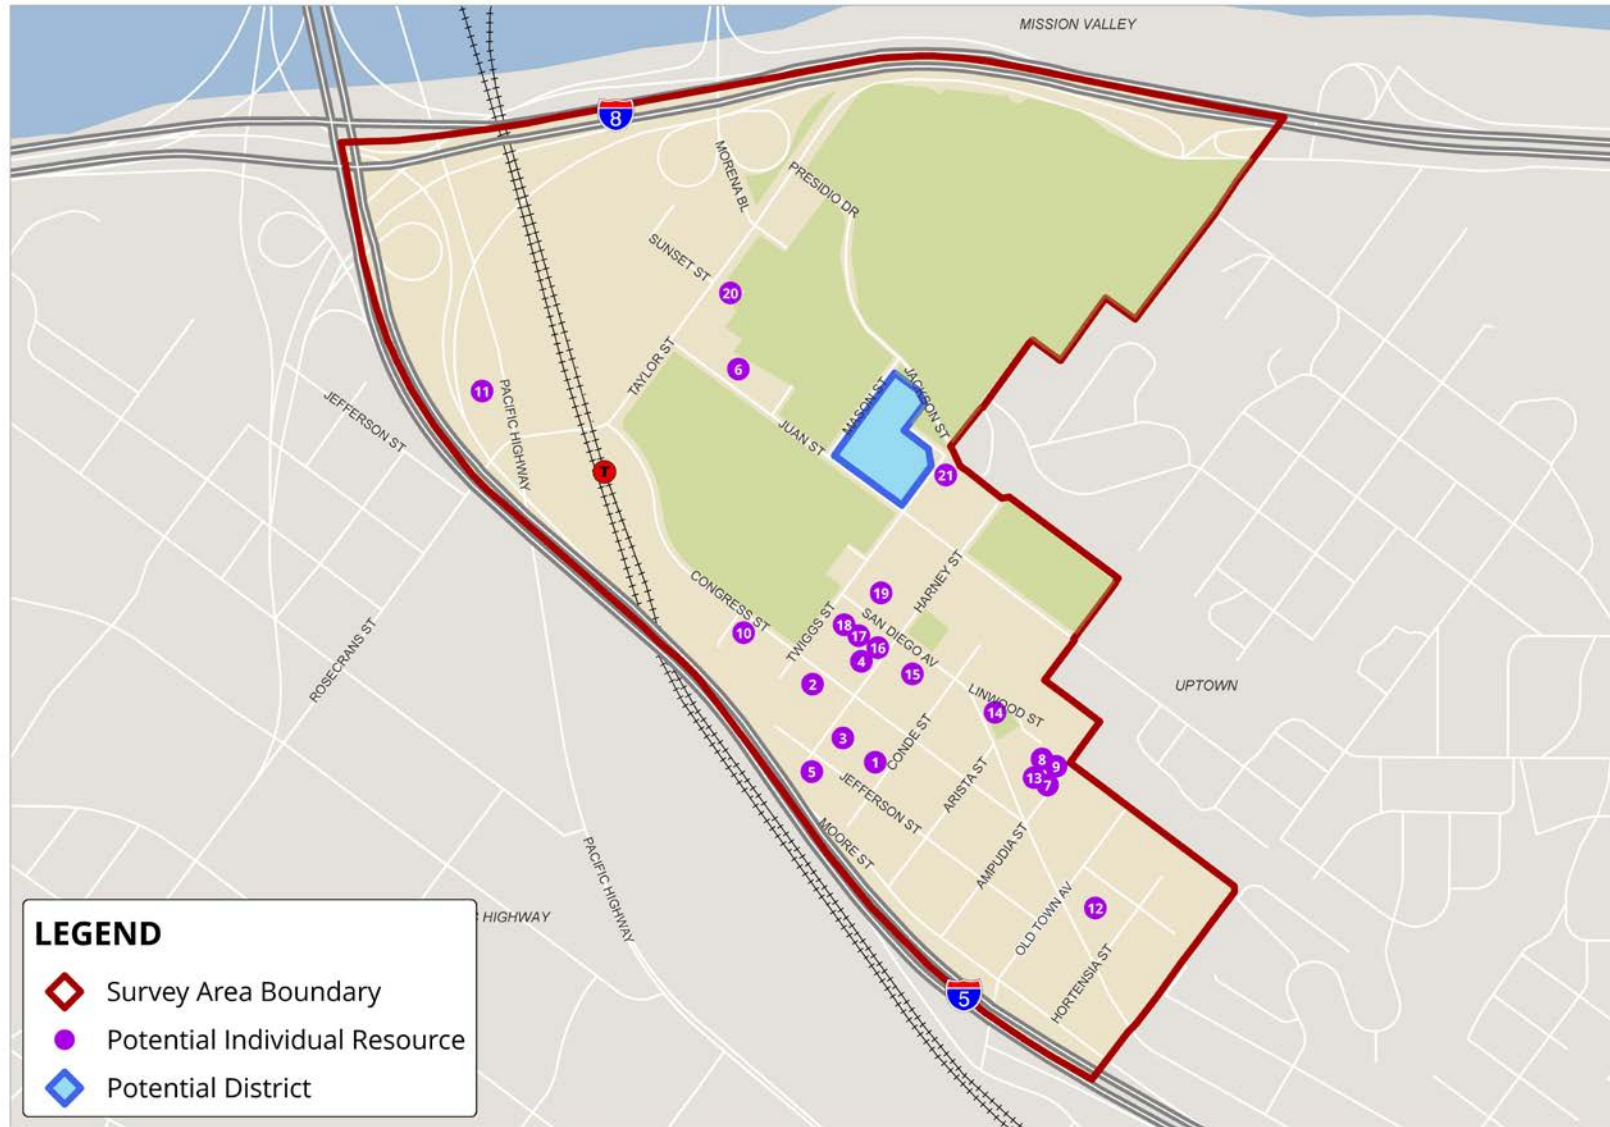 MISSION VALLEY
8
MORENA BL
PRESIDIO DR
SUNSET ST
20
TAYLOR ST
6
11
PACIFIC HIGHWAY
JEFFERSON ST
MASON ST
JACKSON ST
JUAN ST
T
21
HARNEY ST
CONGRESS ST
19
TWIGGS ST
SAN DIEGO AV
18
17
16
10
4
15
2
ROSECRANS ST
UPTOWN
LINWOOD ST
14
3
CONDE ST
1
5
8
9
13
7
JEFFERSON ST
ARISTA ST
MOORE ST
AMPUDIA ST
PACIFIC HIGHWAY
OLD TOWN AV
12
HORTENSIA ST
5
HIGHWAY
LEGEND
Survey Area Boundary
Potential Individual Resource
Potential District